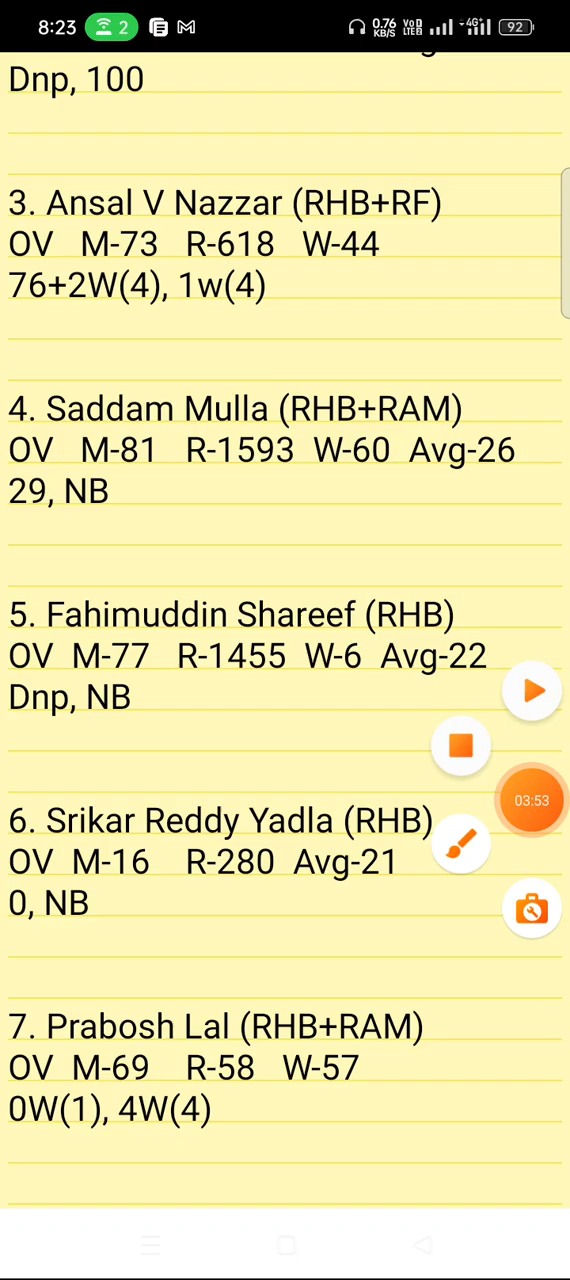 8:23 2 0.76 KB/S VoD LTE2 4G 92
Dnp, 100
3. Ansal V Nazzar (RHB+RF)
OV M-73 R-618 W-44
76+2W(4), 1w(4)
4. Saddam Mulla (RHB+RAM)
OV M-81 R-1593 W-60 Avg-26
29, NB
5. Fahimuddin Shareef (RHB)
OV M-77 R-1455 W-6 Avg-22
Dnp, NB
03:53
6. Srikar Reddy Yadla (RHB)
OV M-16 R-280 Avg-21
0, NB
7. Prabosh Lal (RHB+RAM)
OV M-69 R-58 W-57
0W(1), 4W(4)